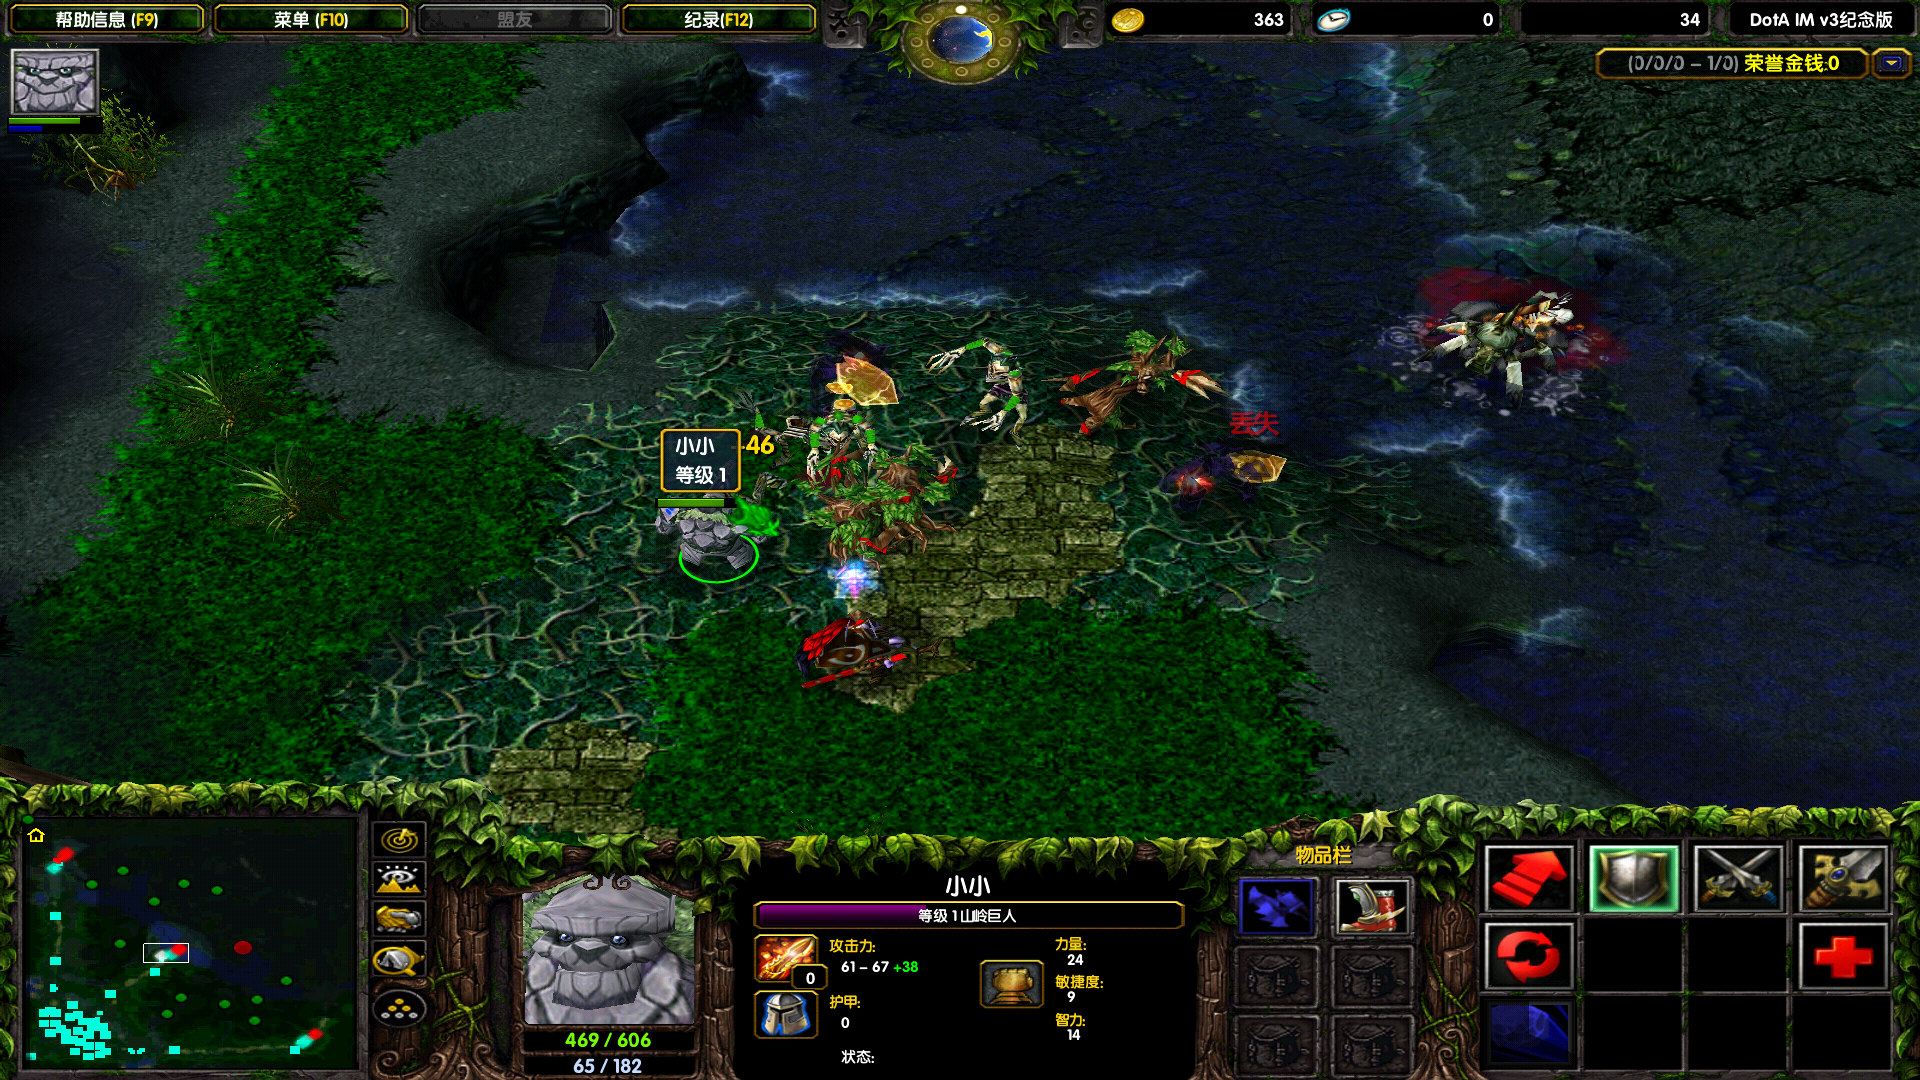 帮助信息 (F9)
菜单 (F10)
盟友
纪录(F12)
363
0
34
DotA IM v3纪念版
(0/0/0 - 1/0) 荣誉金钱:0
丢失
小小
等级 1
-46
小小
等级 1 山岭巨人
攻击力:
61 - 67 +38
0
护甲:
0
状态:
力量:
24
敏捷度:
9
智力:
14
469 / 606
65 / 182
物品栏